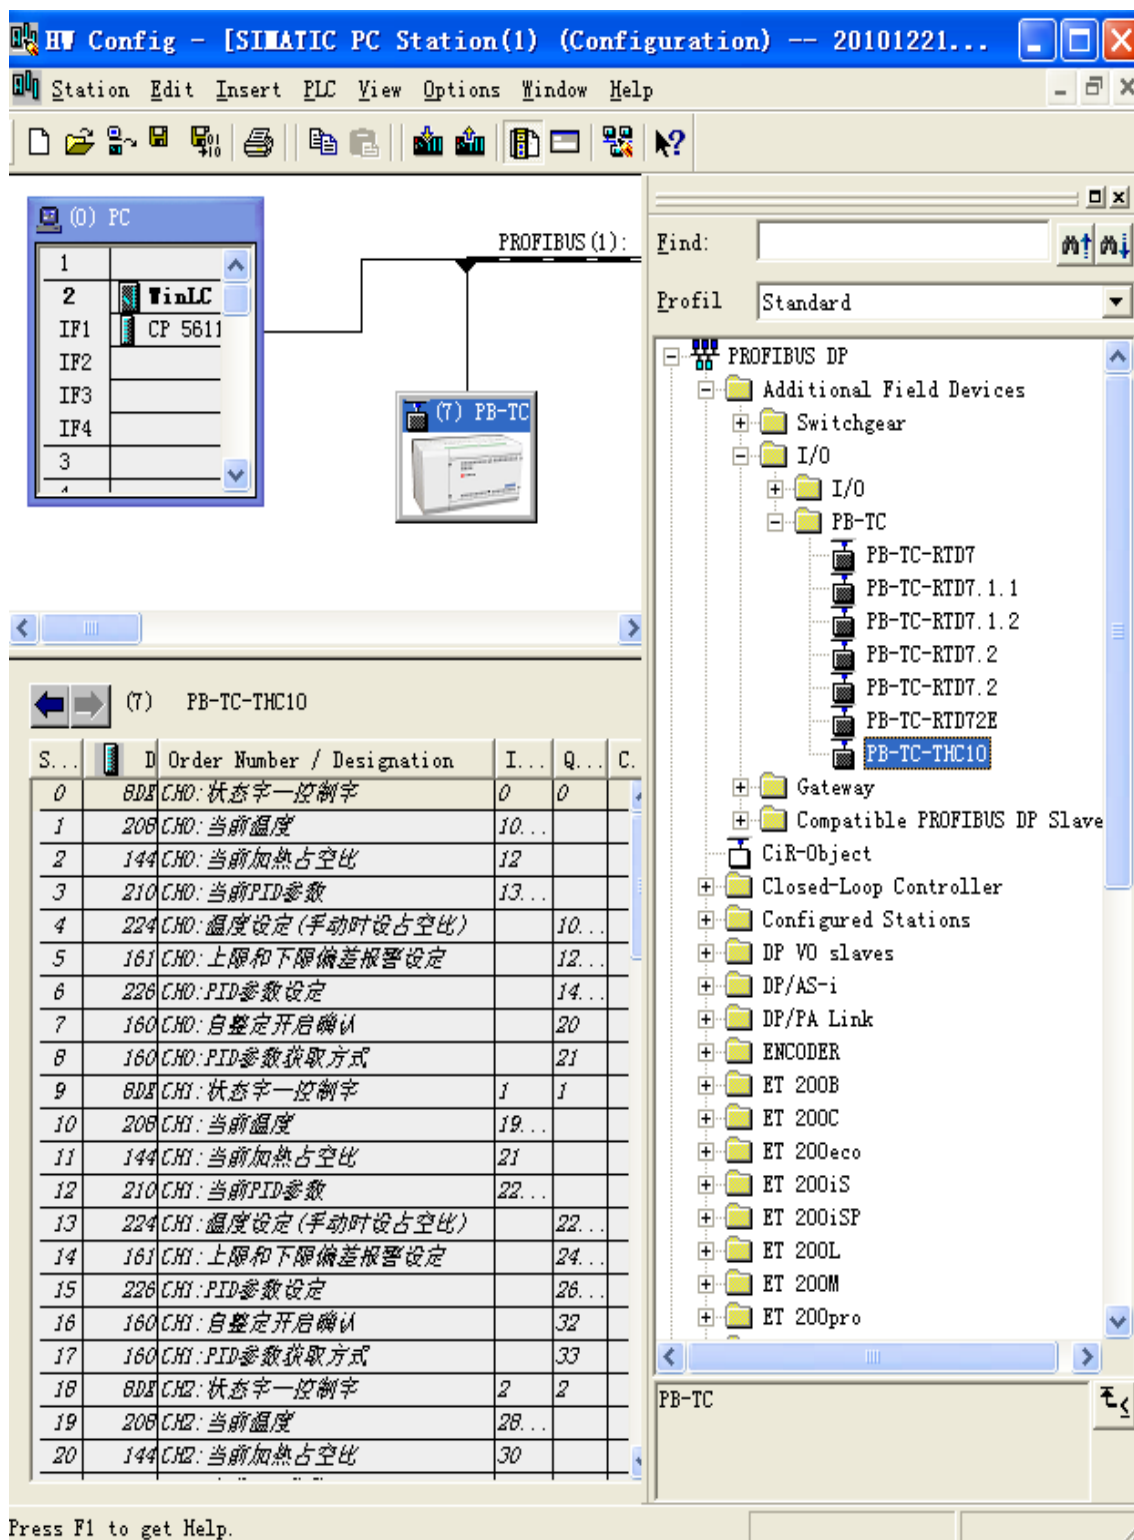 HW Config - [SIMATIC PC Station(1) (Configuration) -- 20101221...
Station Edit Insert PLC View Options Window Help
(0) PC
1
2 WinLC
IF1 CP 5611
IF2
IF3
IF4
3
PROFIBUS(1):
(7) PB-TC
Find:
Profil Standard
PROFIBUS DP
Additional Field Devices
Switchgear
I/O
I/O
PB-TC
PB-TC-RTD7
PB-TC-RTD7.1.1
PB-TC-RTD7.1.2
PB-TC-RTD7.2
PB-TC-RTD7.2
PB-TC-RTD72E
PB-TC-THC10
Gateway
Compatible PROFIBUS DP Slave
CiR-Object
Closed-Loop Controller
Configured Stations
DP V0 slaves
DP/AS-i
DP/PA Link
ENCODER
ET 200B
ET 200C
ET 200eco
ET 200iS
ET 200iSP
ET 200L
ET 200M
ET 200pro
PB-TC
(7) PB-TC-THC10
S... D Order Number / Designation I... Q... C.
0 8DX CH0:状态字—控制字 0 0
1 208 CH0:当前温度 10...
2 144 CH0:当前加热占空比 12
3 210 CH0:当前PID参数 13...
4 224 CH0:温度设定(手动时设占空比) 10...
5 161 CH0:上限和下限偏差报警设定 12...
6 226 CH0:PID参数设定 14...
7 160 CH0:自整定开启确认 20
8 160 CH0:PID参数获取方式 21
9 8DX CH1:状态字—控制字 1 1
10 208 CH1:当前温度 19...
11 144 CH1:当前加热占空比 21
12 210 CH1:当前PID参数 22...
13 224 CH1:温度设定(手动时设占空比) 22...
14 161 CH1:上限和下限偏差报警设定 24...
15 226 CH1:PID参数设定 26...
16 160 CH1:自整定开启确认 32
17 160 CH1:PID参数获取方式 33
18 8DX CH2:状态字—控制字 2 2
19 208 CH2:当前温度 28...
20 144 CH2:当前加热占空比 30
Press F1 to get Help.